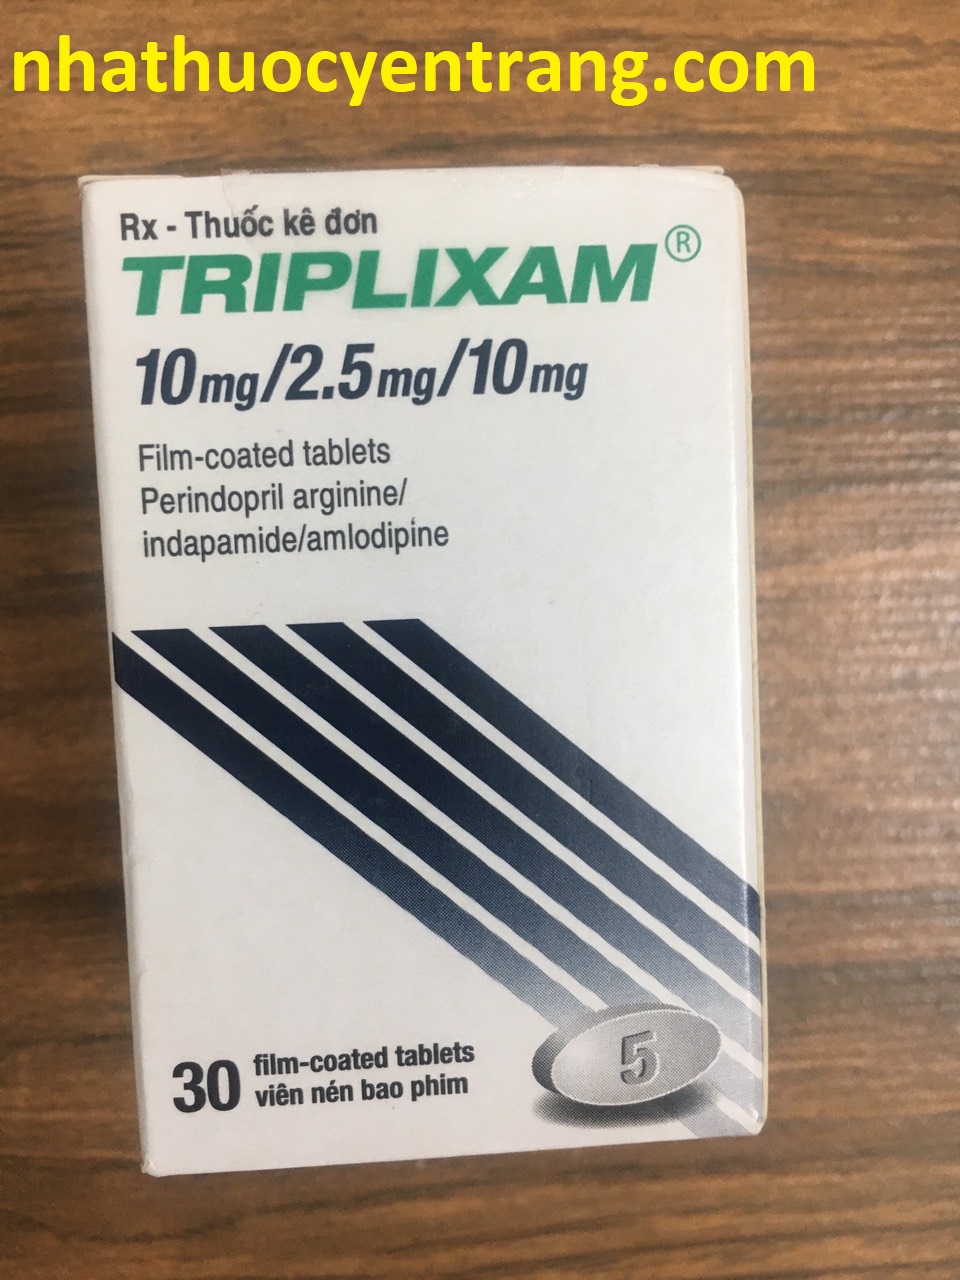 nhathuocyentrang.com
Rx - Thuốc kê đơn
TRIPLIXAM®
10mg/2.5mg/10mg
Film-coated tablets
Perindopril arginine/
indapamide/amlodipine
5
30 film-coated tablets
viên nén bao phim